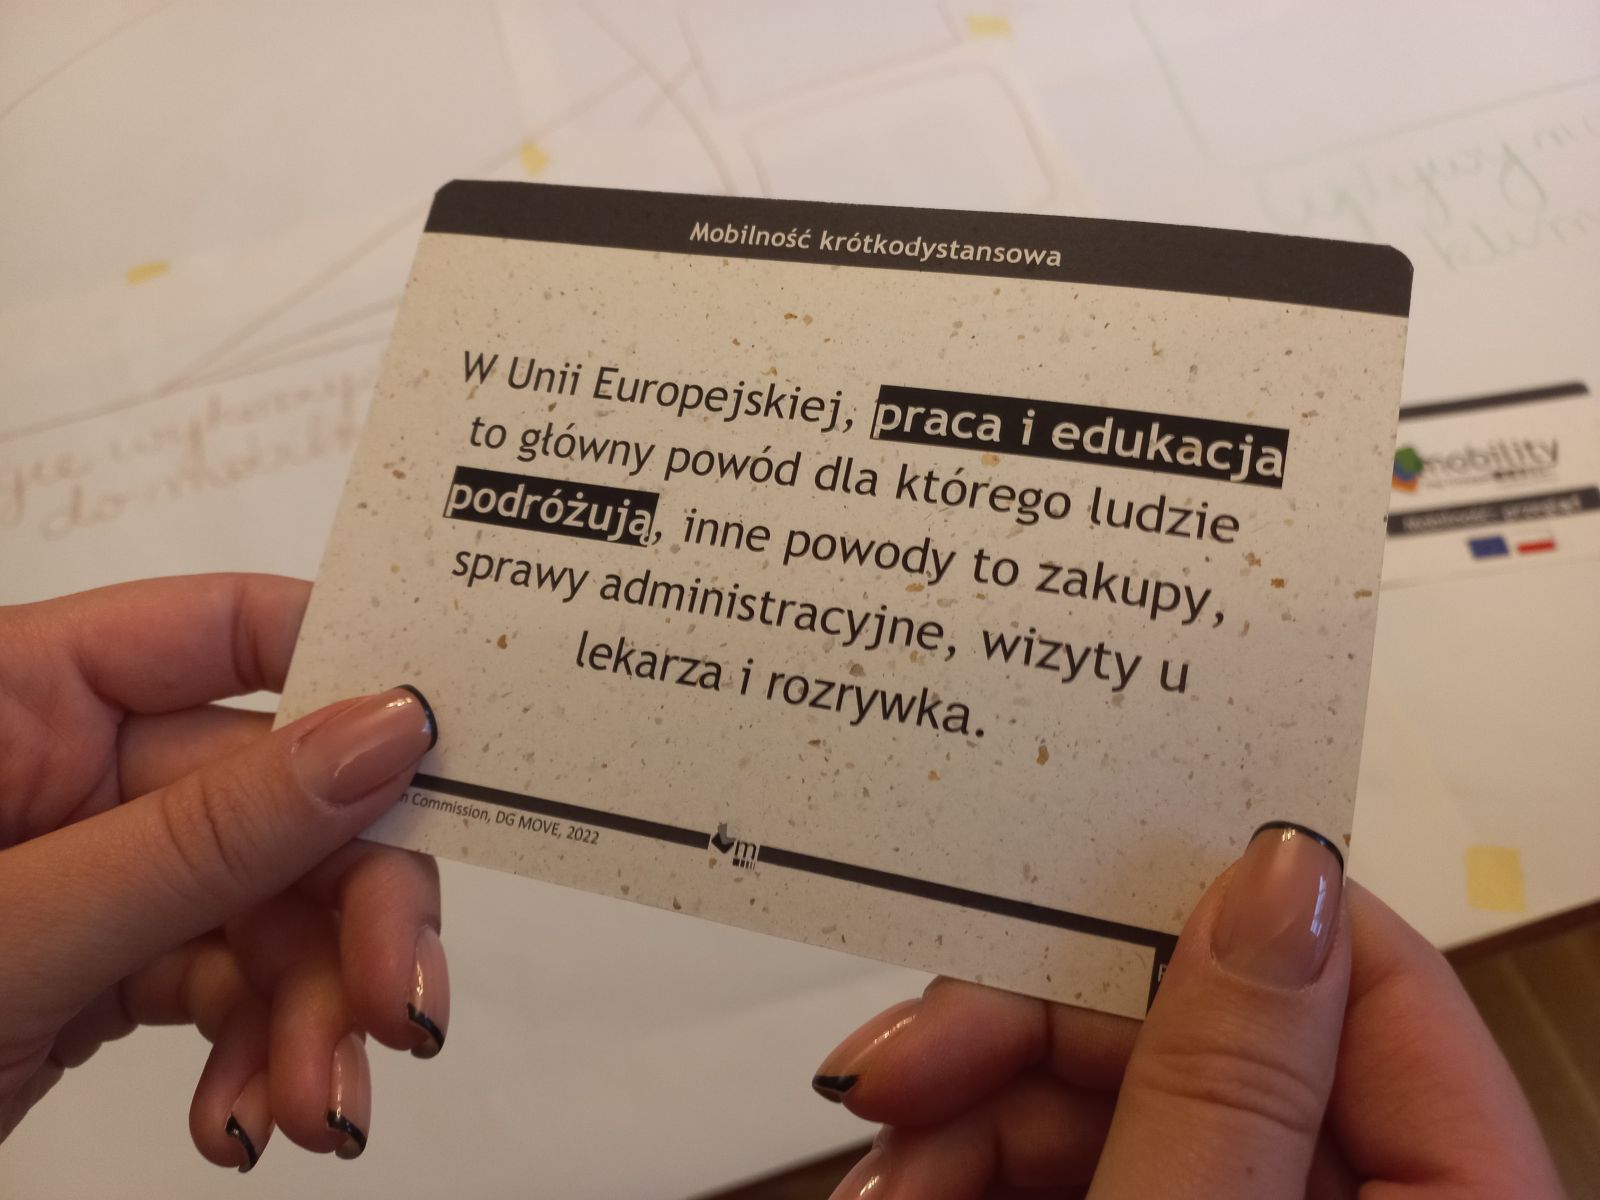 Mobilność krótkodystansowa
W Unii Europejskiej, praca i edukacja
to główny powód dla którego ludzie
podróżują, inne powody to zakupy,
sprawy administracyjne, wizyty u
lekarza i rozrywka.
Commission, DG MOVE, 2022
m
mobility
do